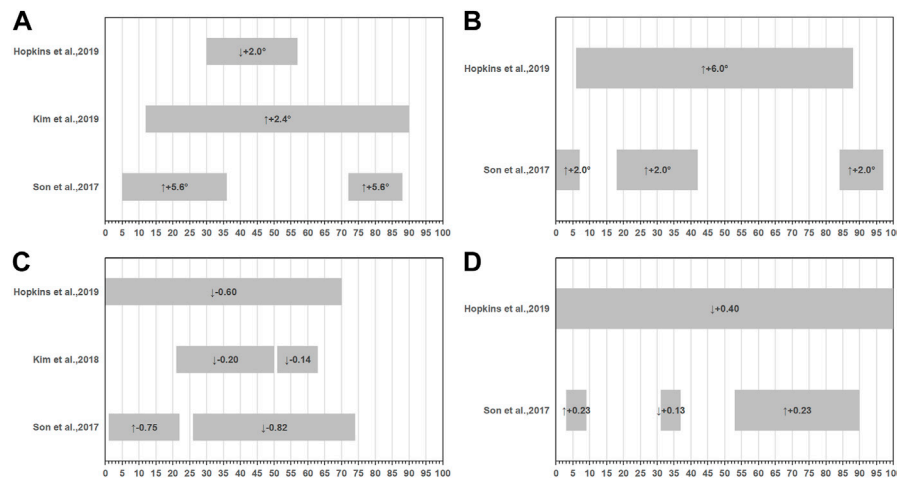 A
Hopkins et al.,2019
↓+2.0°
Kim et al.,2019
↑+2.4°
Son et al.,2017
↑+5.6°
↑+5.6°
0 5 10 15 20 25 30 35 40 45 50 55 60 65 70 75 80 85 90 95 100
B
Hopkins et al.,2019
↑+6.0°
Son et al.,2017
↑+2.0°
↑+2.0°
↑+2.0°
0 5 10 15 20 25 30 35 40 45 50 55 60 65 70 75 80 85 90 95 100
C
Hopkins et al.,2019
↓-0.60
Kim et al.,2018
↓-0.20
↓-0.14
Son et al.,2017
↑-0.75
↓-0.82
0 5 10 15 20 25 30 35 40 45 50 55 60 65 70 75 80 85 90 95 100
D
Hopkins et al.,2019
↓+0.40
Son et al.,2017
↑+0.23
↓+0.13
↑+0.23
0 5 10 15 20 25 30 35 40 45 50 55 60 65 70 75 80 85 90 95 100